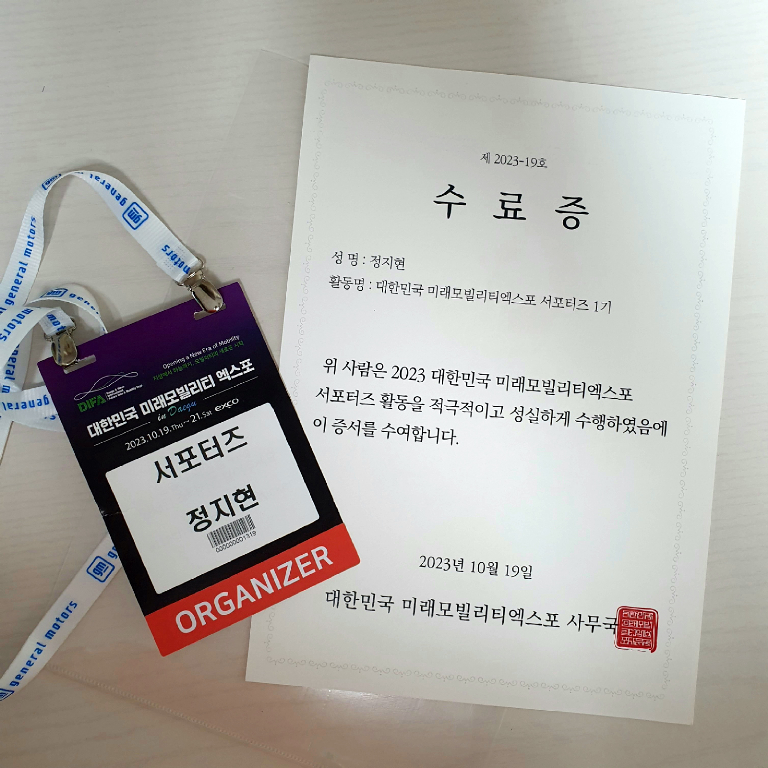 general motors
gm
general motors
general motors
Opening a New Era of Mobility
DIFA
대한민국 미래모빌리티 엑스포
in Daegu
2023.10.19.Thu~21.Sat exco
서포터즈
정지현
ORGANIZER
gm
general motors
제 2023-19호
수 료 증
성 명 : 정지현
활동명 : 대한민국 미래모빌리티엑스포 서포터즈 1기
위 사람은 2023 대한민국 미래모빌리티엑스포
서포터즈 활동을 적극적이고 성실하게 수행하였음에
이 증서를 수여합니다.
2023년 10월 19일
대한민국 미래모빌리티엑스포 사무국